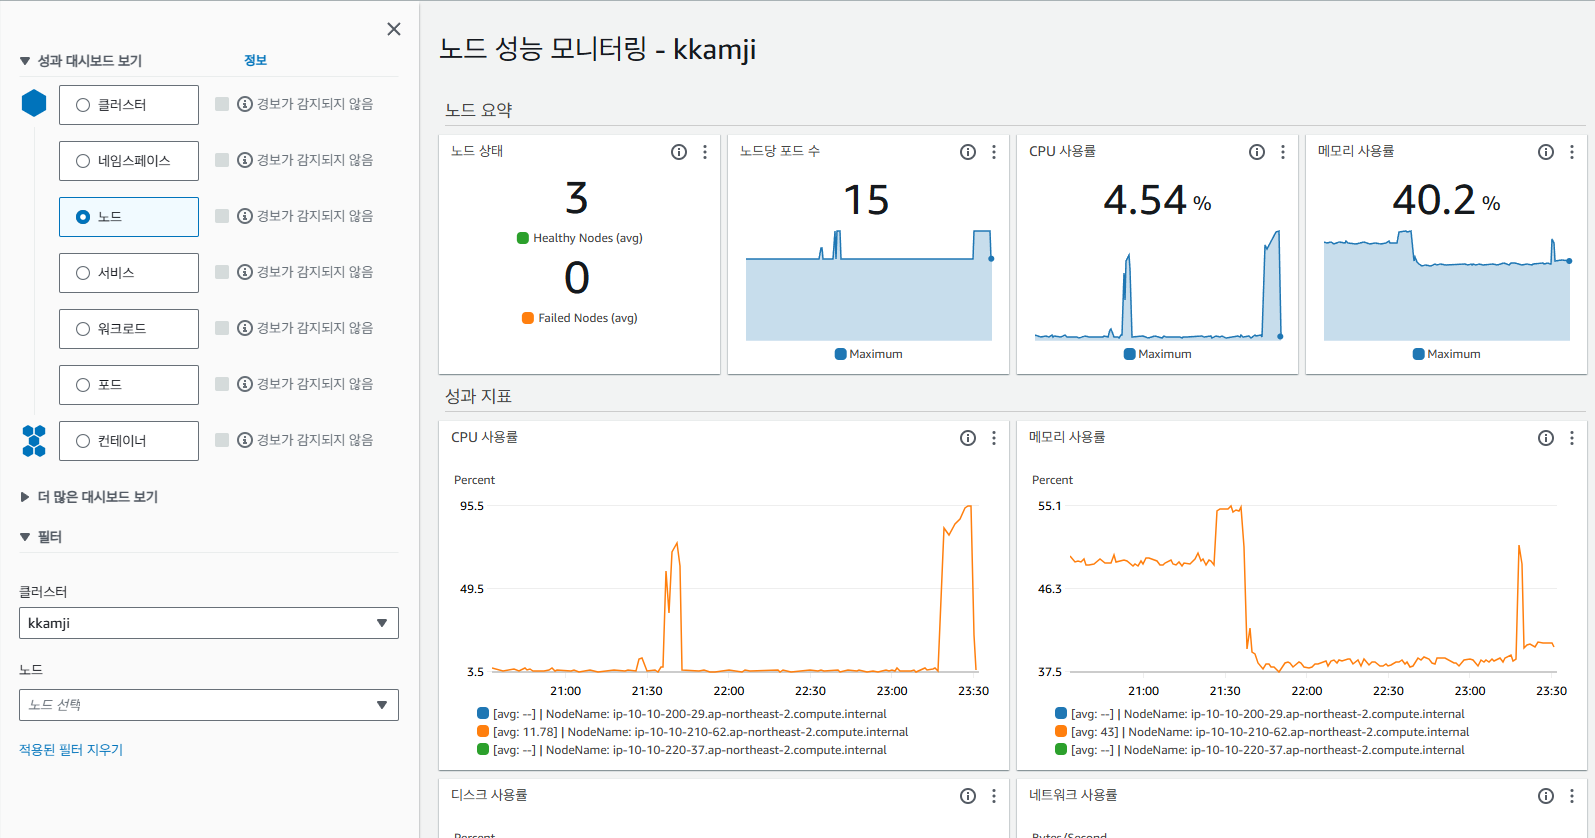 성과 대시보드 보기
정보
클러스터
경보가 감지되지 않음
네임스페이스
경보가 감지되지 않음
노드
경보가 감지되지 않음
서비스
경보가 감지되지 않음
워크로드
경보가 감지되지 않음
포드
경보가 감지되지 않음
컨테이너
경보가 감지되지 않음
더 많은 대시보드 보기
필터
클러스터
kkamji
노드
노드 선택
적용된 필터 지우기
노드 성능 모니터링 - kkamji
노드 요약
노드 상태
3
Healthy Nodes (avg)
0
Failed Nodes (avg)
노드당 포드 수
15
Maximum
CPU 사용률
4.54 %
Maximum
메모리 사용률
40.2 %
Maximum
성과 지표
CPU 사용률
Percent
95.5
49.5
3.5
21:00 21:30 22:00 22:30 23:00 23:30
[avg: --] | NodeName: ip-10-10-200-29.ap-northeast-2.compute.internal
[avg: 11.78] | NodeName: ip-10-10-210-62.ap-northeast-2.compute.internal
[avg: --] | NodeName: ip-10-10-220-37.ap-northeast-2.compute.internal
메모리 사용률
Percent
55.1
46.3
37.5
21:00 21:30 22:00 22:30 23:00 23:30
[avg: --] | NodeName: ip-10-10-200-29.ap-northeast-2.compute.internal
[avg: 43] | NodeName: ip-10-10-210-62.ap-northeast-2.compute.internal
[avg: --] | NodeName: ip-10-10-220-37.ap-northeast-2.compute.internal
디스크 사용률
Percent
네트워크 사용률
Bytes/Second